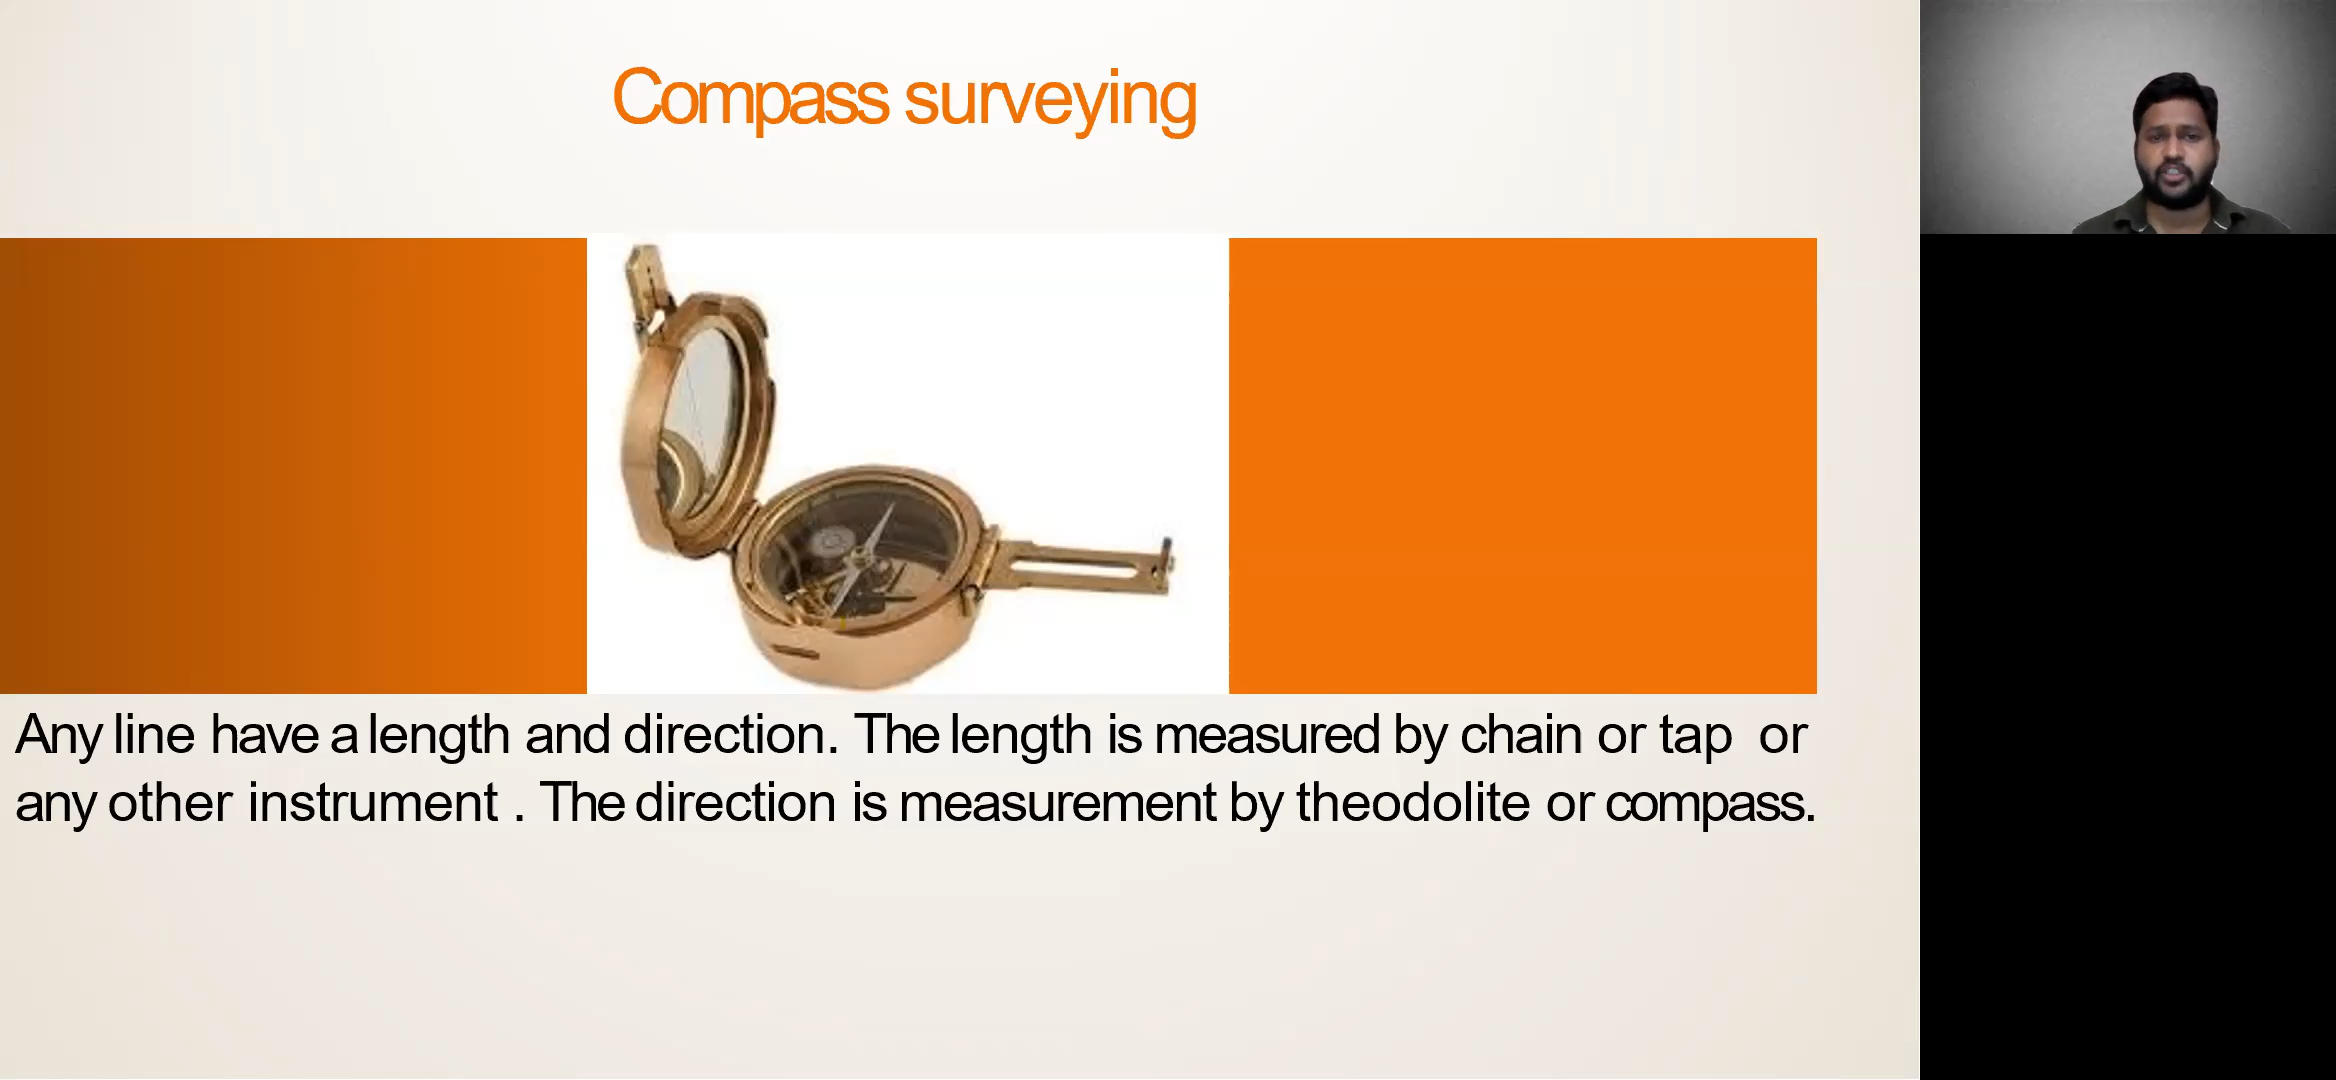 Compass surveying
Any line have a length and direction. The length is measured by chain or tap or
any other instrument . The direction is measurement by theodolite or compass.